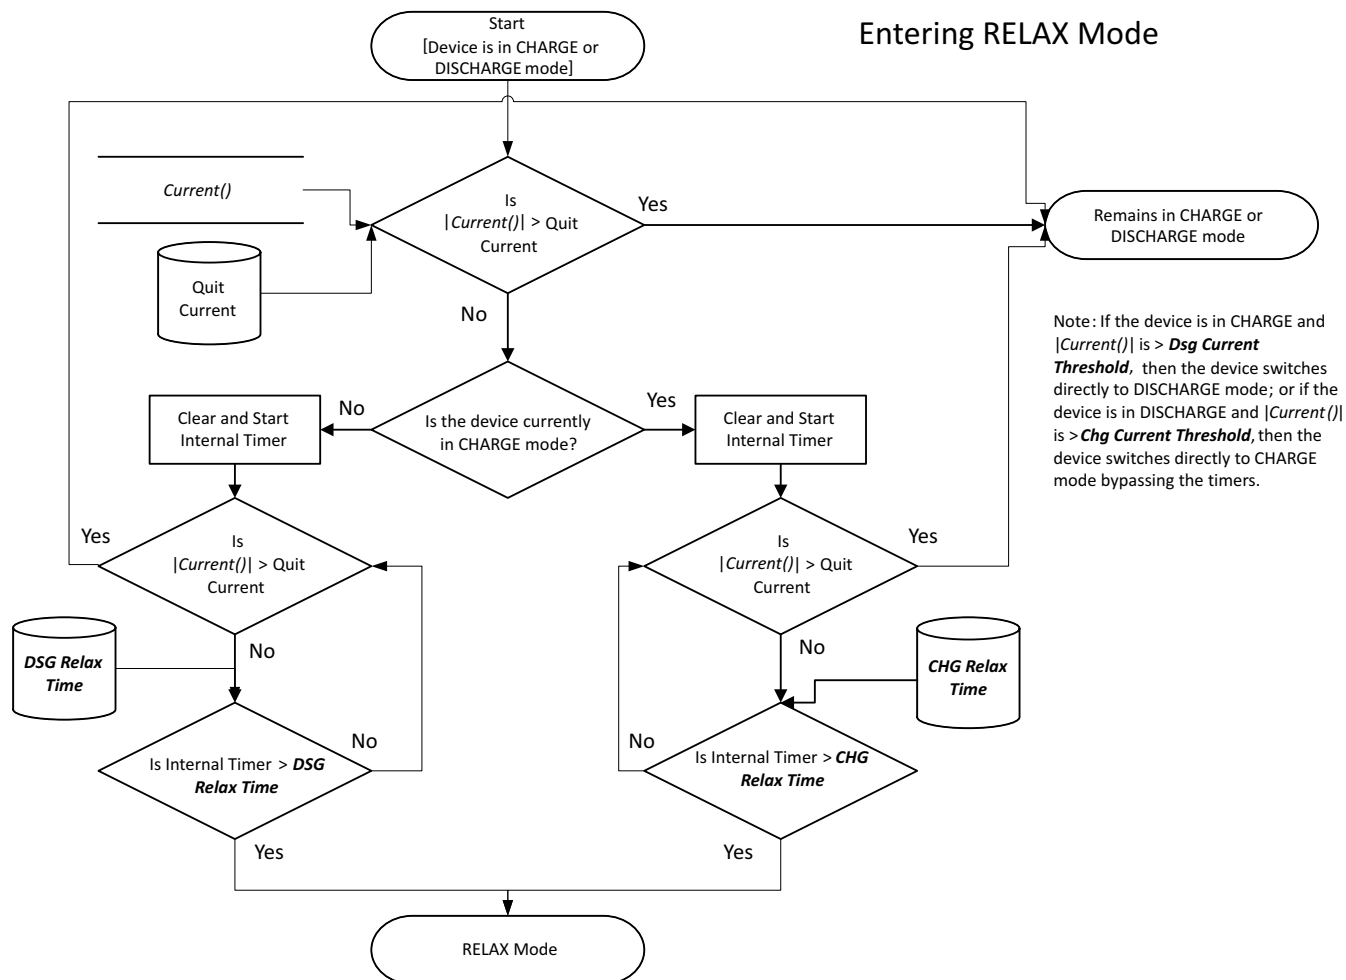 Start
[Device is in CHARGE or
DISCHARGE mode]
Entering RELAX Mode
Current()
Is
|Current()| > Quit
Current
Yes
Remains in CHARGE or
DISCHARGE mode
Quit
Current
No
Note: If the device is in CHARGE and
|Current()| is > Dsg Current
Threshold, then the device switches
directly to DISCHARGE mode; or if the
device is in DISCHARGE and |Current()|
is > Chg Current Threshold, then the
device switches directly to CHARGE
mode bypassing the timers.
Clear and Start
Internal Timer
No
Is the device currently
in CHARGE mode?
Yes
Clear and Start
Internal Timer
Yes
Is
|Current()| > Quit
Current
Is
|Current()| > Quit
Current
Yes
No
No
DSG Relax
Time
CHG Relax
Time
Is Internal Timer > DSG
Relax Time
No
No
Is Internal Timer > CHG
Relax Time
Yes
Yes
RELAX Mode